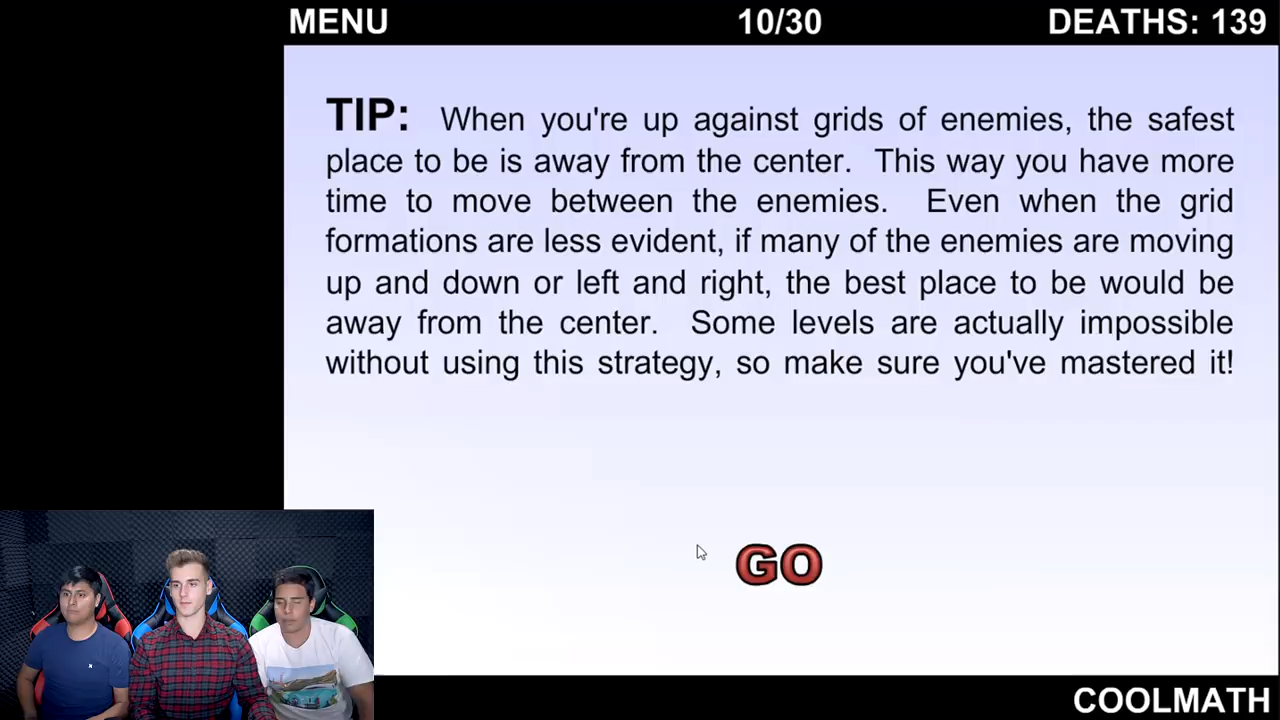 MENU 10/30 DEATHS: 139
TIP: When you're up against grids of enemies, the safest
place to be is away from the center. This way you have more
time to move between the enemies. Even when the grid
formations are less evident, if many of the enemies are moving
up and down or left and right, the best place to be would be
away from the center. Some levels are actually impossible
without using this strategy, so make sure you've mastered it!
GO
COOLMATH